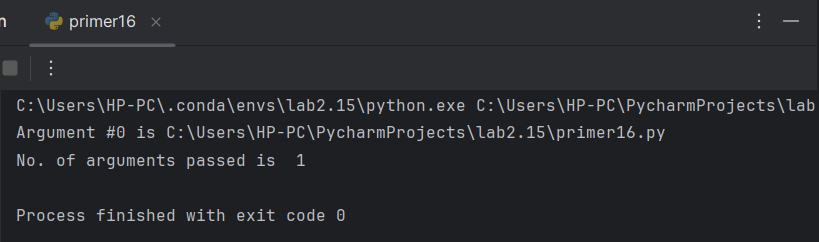 n primer16
C:\Users\HP-PC\.conda\envs\lab2.15\python.exe C:\Users\HP-PC\PycharmProjects\lab
Argument #0 is C:\Users\HP-PC\PycharmProjects\lab2.15\primer16.py
No. of arguments passed is  1
Process finished with exit code 0